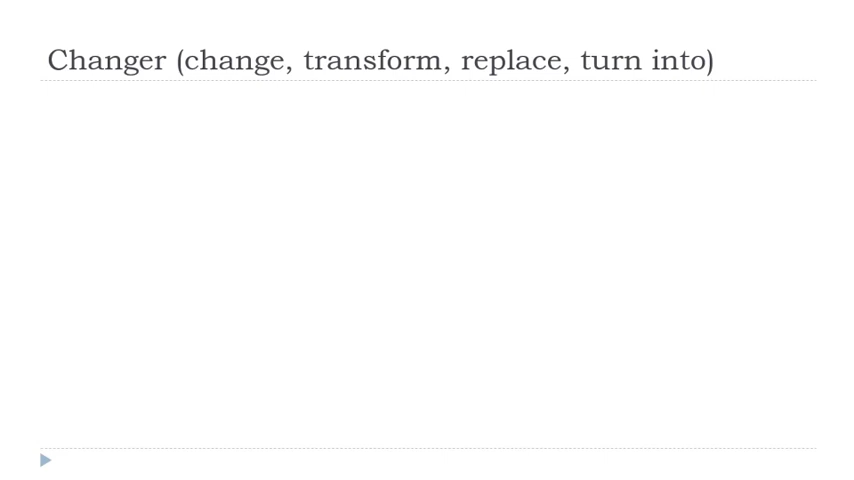 Changer (change, transform, replace, turn into)